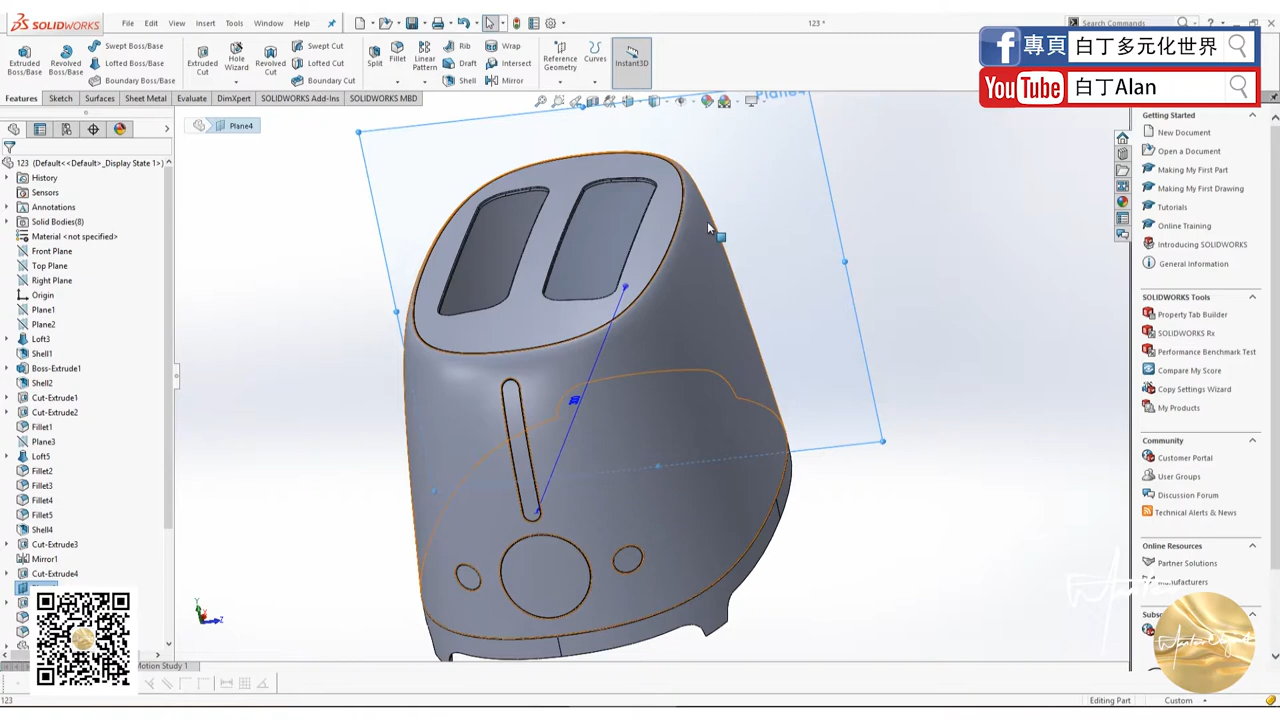 SOLIDWORKS
File Edit View Insert Tools Window Help
123 *
Search Commands
Extruded Boss/Base
Revolved Boss/Base
Swept Boss/Base
Lofted Boss/Base
Boundary Boss/Base
Extruded Cut
Hole Wizard
Revolved Cut
Swept Cut
Lofted Cut
Boundary Cut
Split
Fillet
Linear Pattern
Rib
Draft
Shell
Wrap
Intersect
Mirror
Reference Geometry
Curves
Instant3D
專頁 白丁多元化世界
YouTube 白丁Alan
Features Sketch Surfaces Sheet Metal Evaluate DimXpert SOLIDWORKS Add-Ins SOLIDWORKS MBD
Plane4
Plane4
123 (Default<<Default>_Display State 1>)
History
Sensors
Annotations
Solid Bodies(8)
Material <not specified>
Front Plane
Top Plane
Right Plane
Origin
Plane1
Plane2
Loft3
Shell1
Boss-Extrude1
Shell2
Cut-Extrude1
Cut-Extrude2
Fillet1
Plane3
Loft5
Fillet2
Fillet3
Fillet4
Fillet5
Shell4
Cut-Extrude3
Mirror1
Cut-Extrude4
Y
Z
Motion Study 1
Getting Started
New Document
Open a Document
Making My First Part
Making My First Drawing
Tutorials
Online Training
Introducing SOLIDWORKS
General Information
SOLIDWORKS Tools
Property Tab Builder
SOLIDWORKS Rx
Performance Benchmark Test
Compare My Score
Copy Settings Wizard
My Products
Community
Customer Portal
User Groups
Discussion Forum
Technical Alerts & News
Online Resources
Partner Solutions
Manufacturers
123
Editing Part
Custom